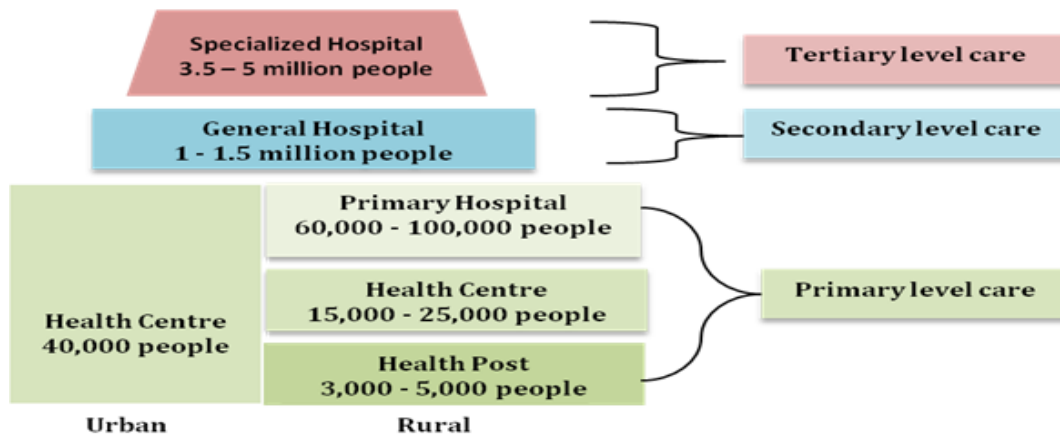 Specialized Hospital
3.5 – 5 million people
Tertiary level care
General Hospital
1 - 1.5 million people
Secondary level care
Primary Hospital
60,000 - 100,000 people
Health Centre
15,000 - 25,000 people
Primary level care
Health Centre
40,000 people
Health Post
3,000 - 5,000 people
Urban
Rural